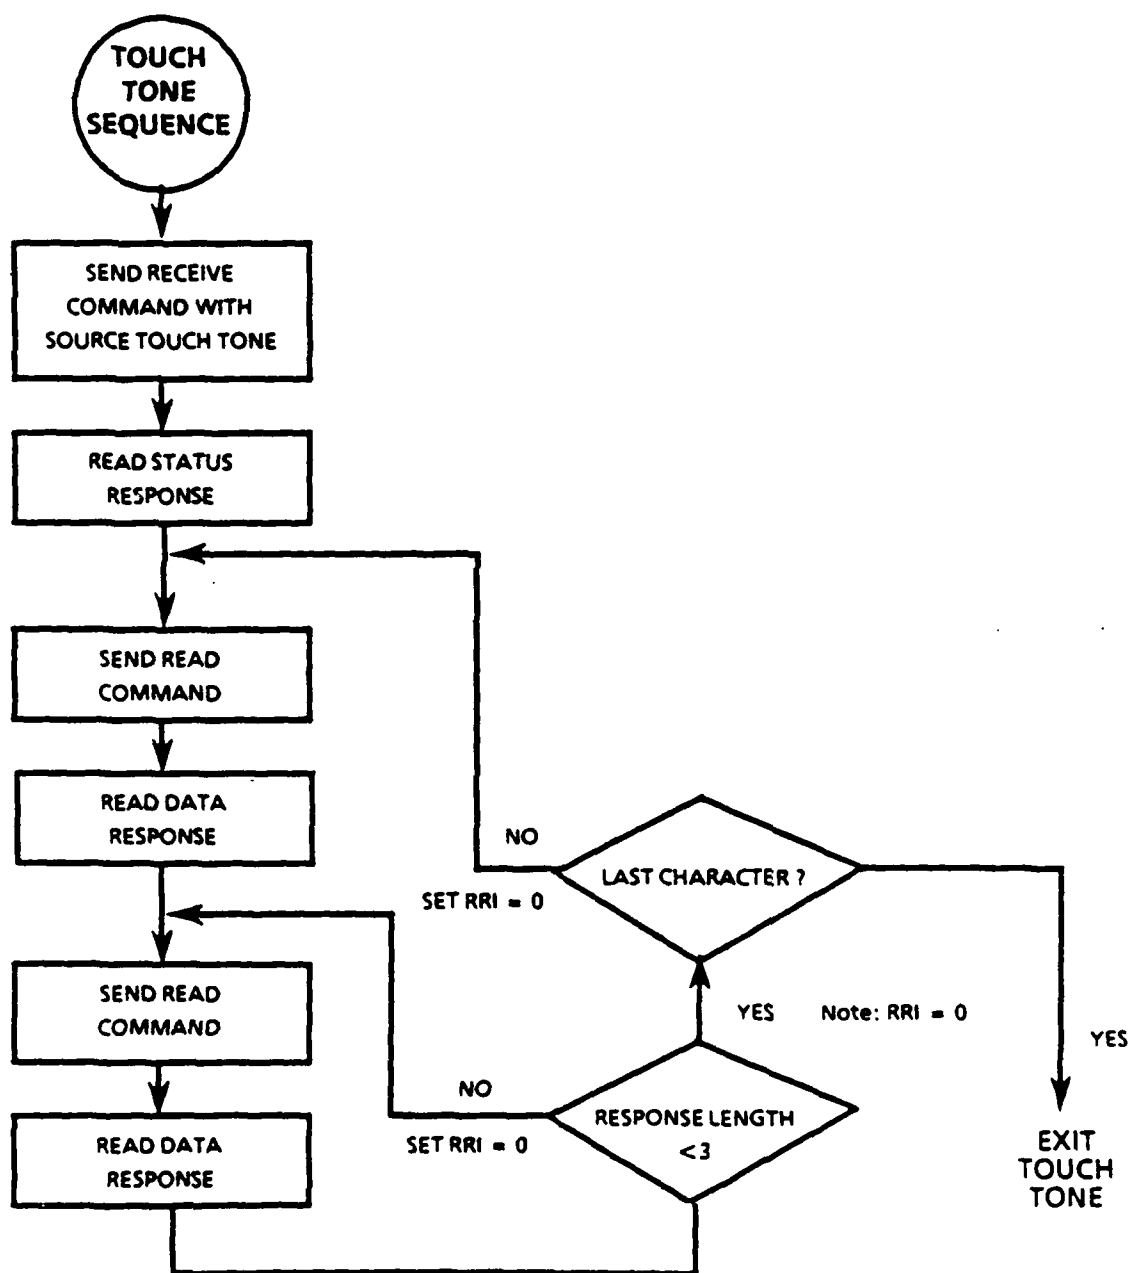 TOUCH
TONE
SEQUENCE
SEND RECEIVE
COMMAND WITH
SOURCE TOUCH TONE
READ STATUS
RESPONSE
SEND READ
COMMAND
READ DATA
RESPONSE
NO
LAST CHARACTER ?
SET RRI = 0
SEND READ
COMMAND
YES Note: RRI = 0
YES
NO
RESPONSE LENGTH
<3
SET RRI = 0
READ DATA
RESPONSE
EXIT
TOUCH
TONE